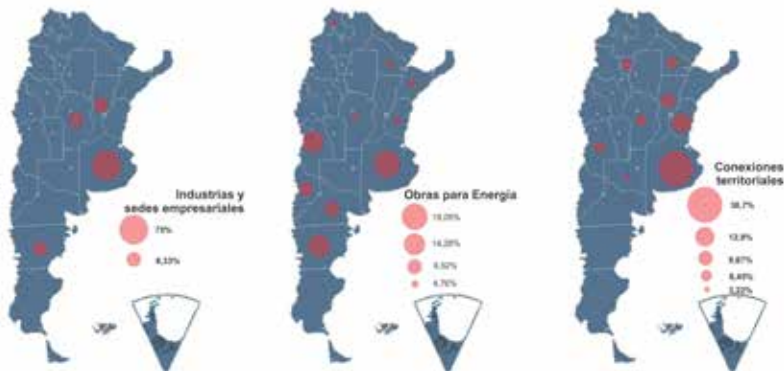 Industrias y
sedes empresariales
75%
8,33%
Obras para Energía
19,05%
14,28%
9,52%
4,76%
Conexiones
territoriales
38,7%
12,9%
9,67%
6,45%
3,22%